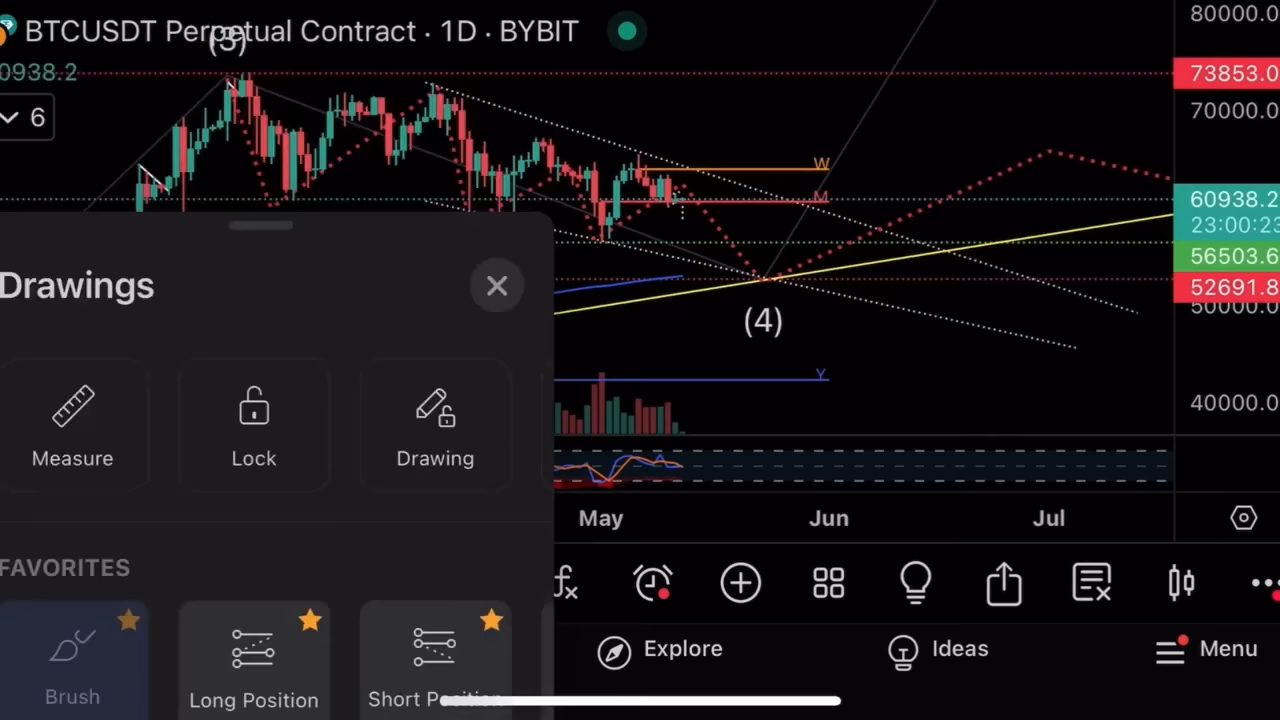 BTCUSDT Perpetual Contract · 1D · BYBIT
(3)
80000.0
0938.2
73853.0
6
70000.0
W
M
60938.2
23:00:23
56503.6
52691.8
50000.0
Drawings
(4)
Y
40000.0
Measure
Lock
Drawing
May
Jun
Jul
FAVORITES
Brush
Long Position
Short Position
Explore
Ideas
Menu